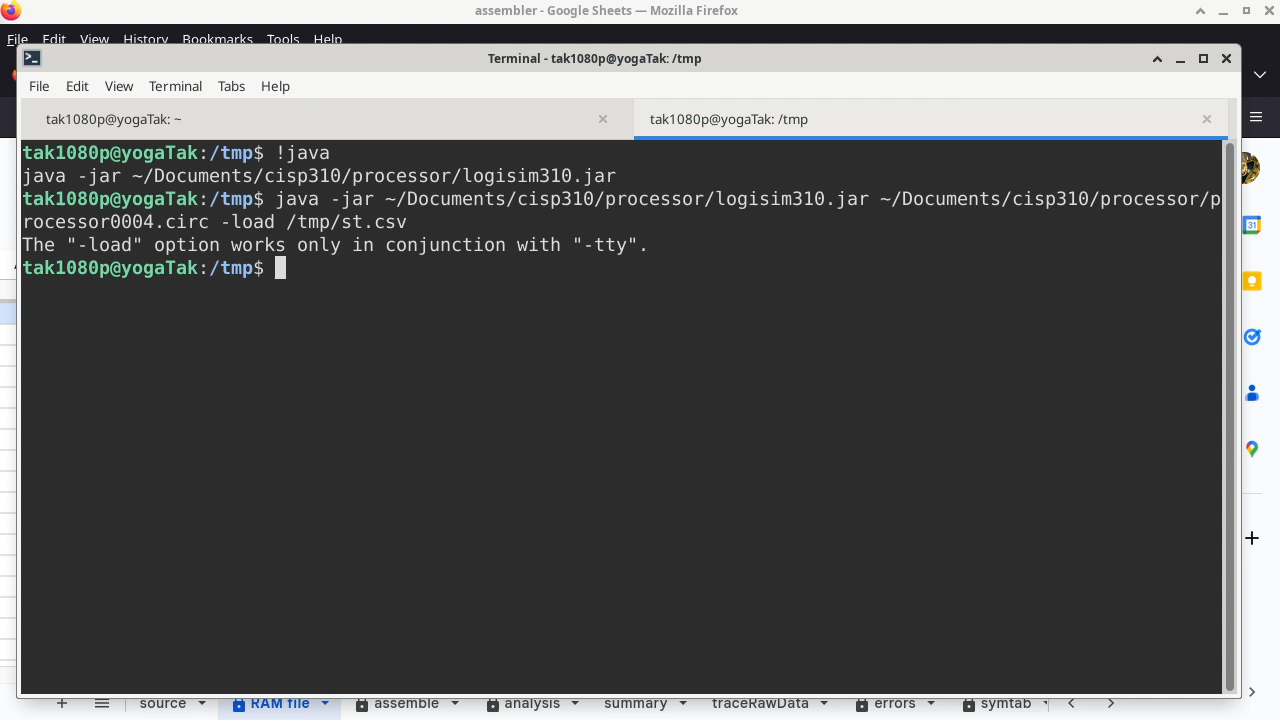 assembler - Google Sheets — Mozilla Firefox
File Edit View History Bookmarks Tools Help
Terminal - tak1080p@yogaTak: /tmp
File Edit View Terminal Tabs Help
tak1080p@yogaTak: ~
tak1080p@yogaTak: /tmp
tak1080p@yogaTak:/tmp$ !java
java -jar ~/Documents/cisp310/processor/logisim310.jar
tak1080p@yogaTak:/tmp$ java -jar ~/Documents/cisp310/processor/logisim310.jar ~/Documents/cisp310/processor/p
rocessor0004.circ -load /tmp/st.csv
The "-load" option works only in conjunction with "-tty".
tak1080p@yogaTak:/tmp$
31
source RAM file assemble analysis summary traceRawData errors symtab